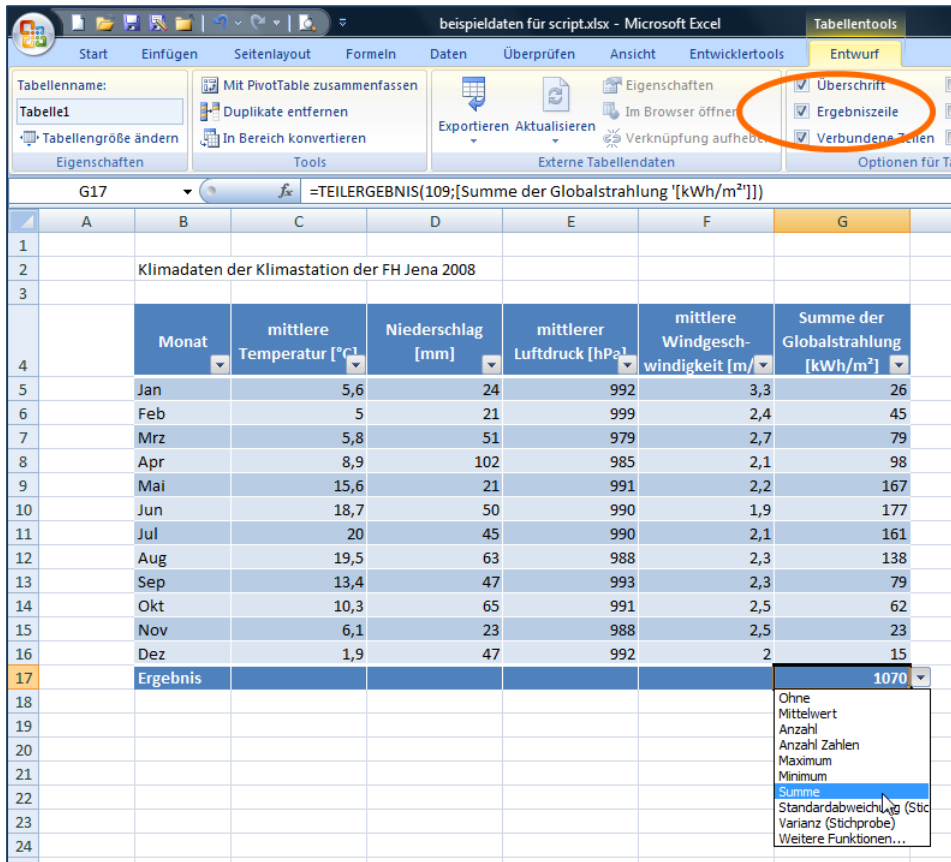 beispieldaten für script.xlsx - Microsoft Excel
Tabellentools
Start Einfügen Seitenlayout Formeln Daten Überprüfen Ansicht Entwicklertools Entwurf
Tabellenname:
Tabelle1
Tabellengröße ändern
Eigenschaften
Mit PivotTable zusammenfassen
Duplikate entfernen
In Bereich konvertieren
Tools
Exportieren Aktualisieren
Eigenschaften
Im Browser öffnen
Verknüpfung aufheben
Externe Tabellendaten
Überschrift
Ergebniszeile
Verbundene Zeilen
Optionen für
G17 fx =TEILERGEBNIS(109;[Summe der Globalstrahlung '[kWh/m²']])
A B C D E F G
1
2 Klimadaten der Klimastation der FH Jena 2008
3
4 Monat mittlere Temperatur [°C] Niederschlag [mm] mittlerer Luftdruck [hPa] mittlere Windgesch-windigkeit [m/ Summe der Globalstrahlung [kWh/m²]
5 Jan 5,6 24 992 3,3 26
6 Feb 5 21 999 2,4 45
7 Mrz 5,8 51 979 2,7 79
8 Apr 8,9 102 985 2,1 98
9 Mai 15,6 21 991 2,2 167
10 Jun 18,7 50 990 1,9 177
11 Jul 20 45 990 2,1 161
12 Aug 19,5 63 988 2,3 138
13 Sep 13,4 47 993 2,3 79
14 Okt 10,3 65 991 2,5 62
15 Nov 6,1 23 988 2,5 23
16 Dez 1,9 47 992 2 15
17 Ergebnis 1070
18
19
20
21
22
23
24
Ohne
Mittelwert
Anzahl
Anzahl Zahlen
Maximum
Minimum
Summe
Standardabweichung (Stic
Varianz (Stichprobe)
Weitere Funktionen...